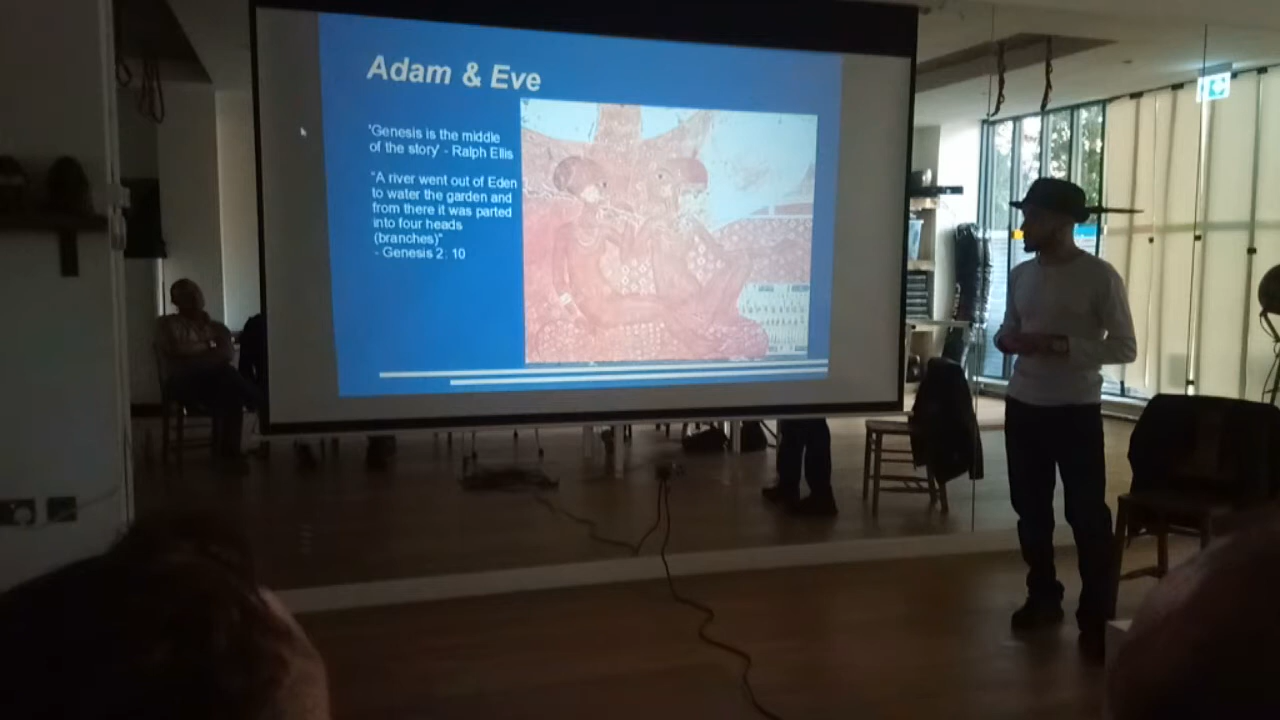 Adam & Eve
'Genesis is the middle
of the story' - Ralph Ellis
"A river went out of Eden
to water the garden and
from there it was parted
into four heads
(branches)"
- Genesis 2: 10